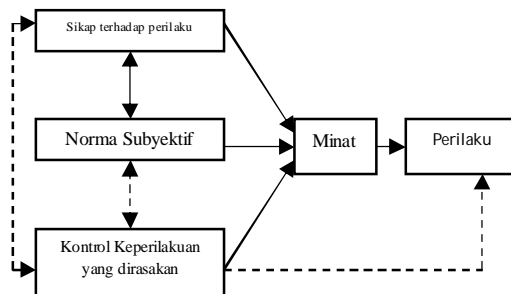 Sikap terhadap perilaku
Norma Subyektif
Minat
Perilaku
Kontrol Keperilakuan
yang dirasakan